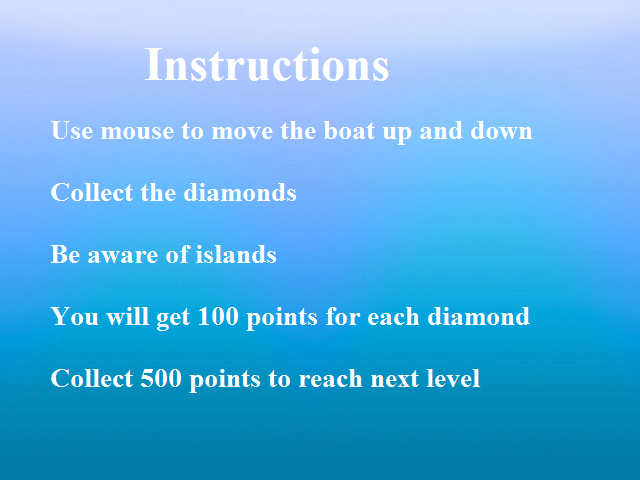 Instructions
Use mouse to move the boat up and down
Collect the diamonds
Be aware of islands
You will get 100 points for each diamond
Collect 500 points to reach next level